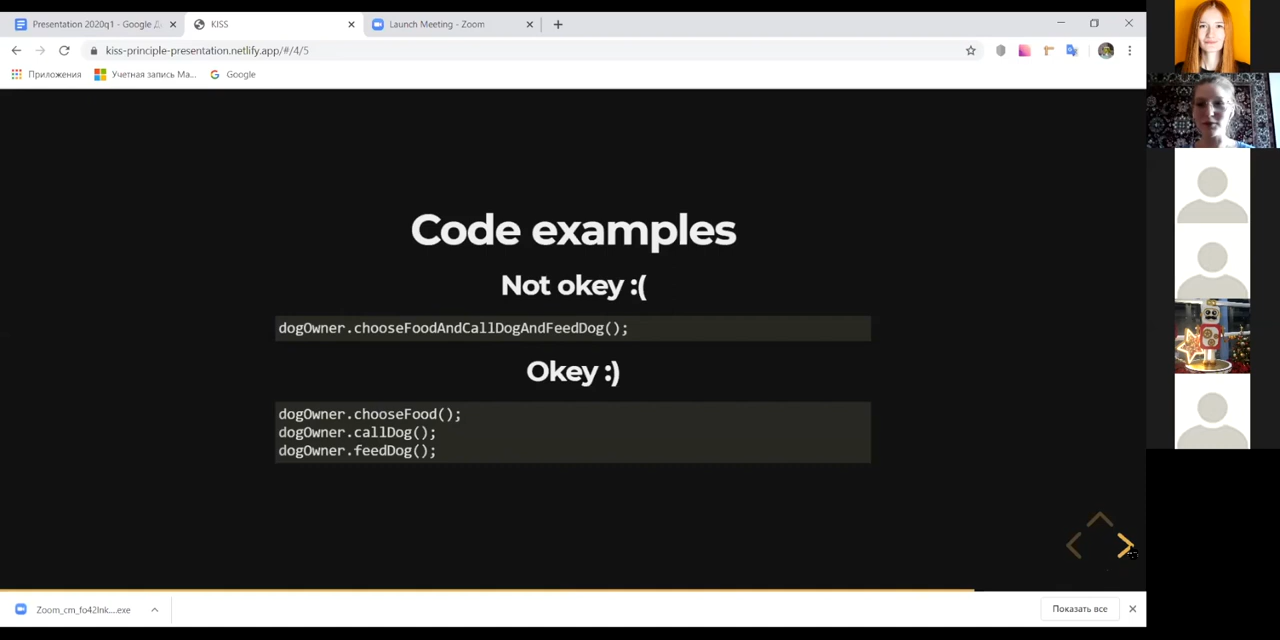 Presentation 2020q1 - Google Д
KISS
Launch Meeting - Zoom
kiss-principle-presentation.netlify.app/#/4/5
Приложения
Учетная запись Ма...
Google
Code examples
Not okey :(
dogOwner.chooseFoodAndCallDogAndFeedDog();
Okey :)
dogOwner.chooseFood();
dogOwner.callDog();
dogOwner.feedDog();
Zoom_cm_fo42lnk....exe
Показать все